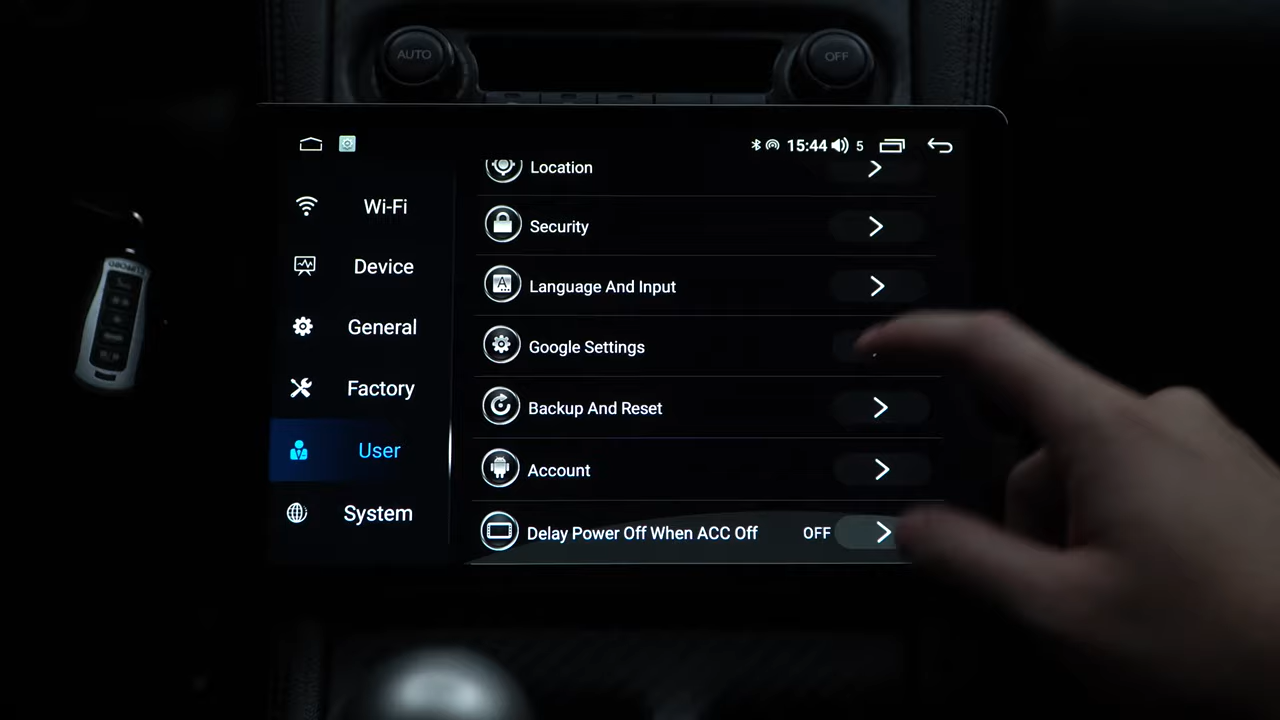 AUTO
OFF
15:44 5
Location
Wi-Fi
Security
Device
Language And Input
General
Google Settings
Factory
Backup And Reset
User
Account
System
Delay Power Off When ACC Off OFF